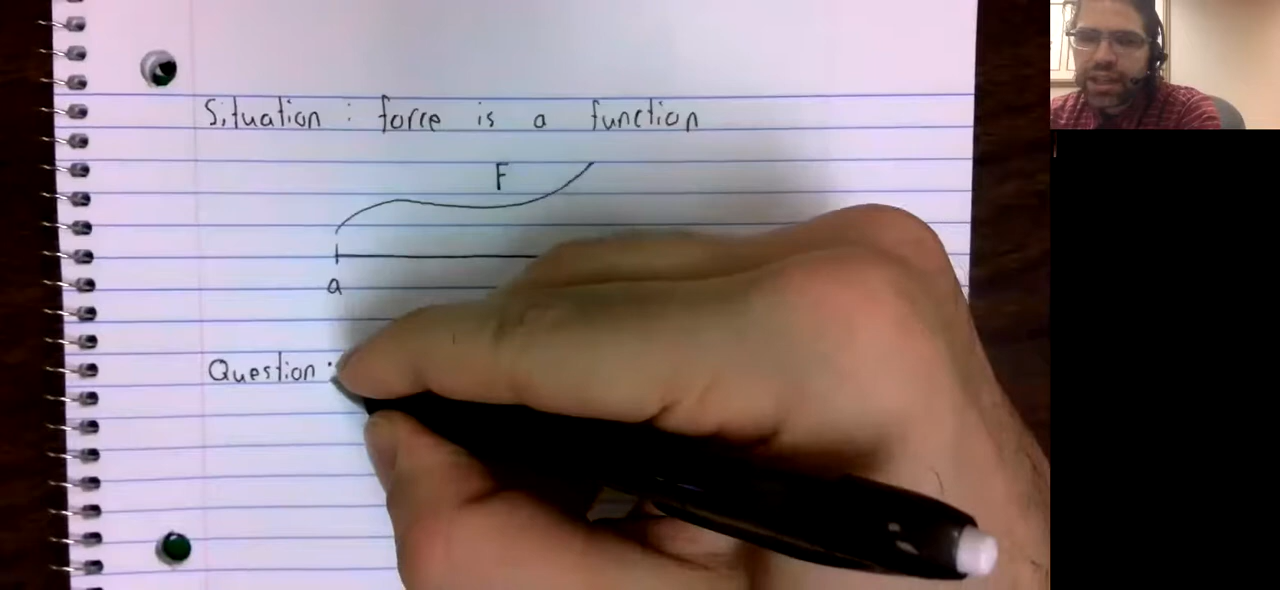 Situation : force is a function
F
a
Question :